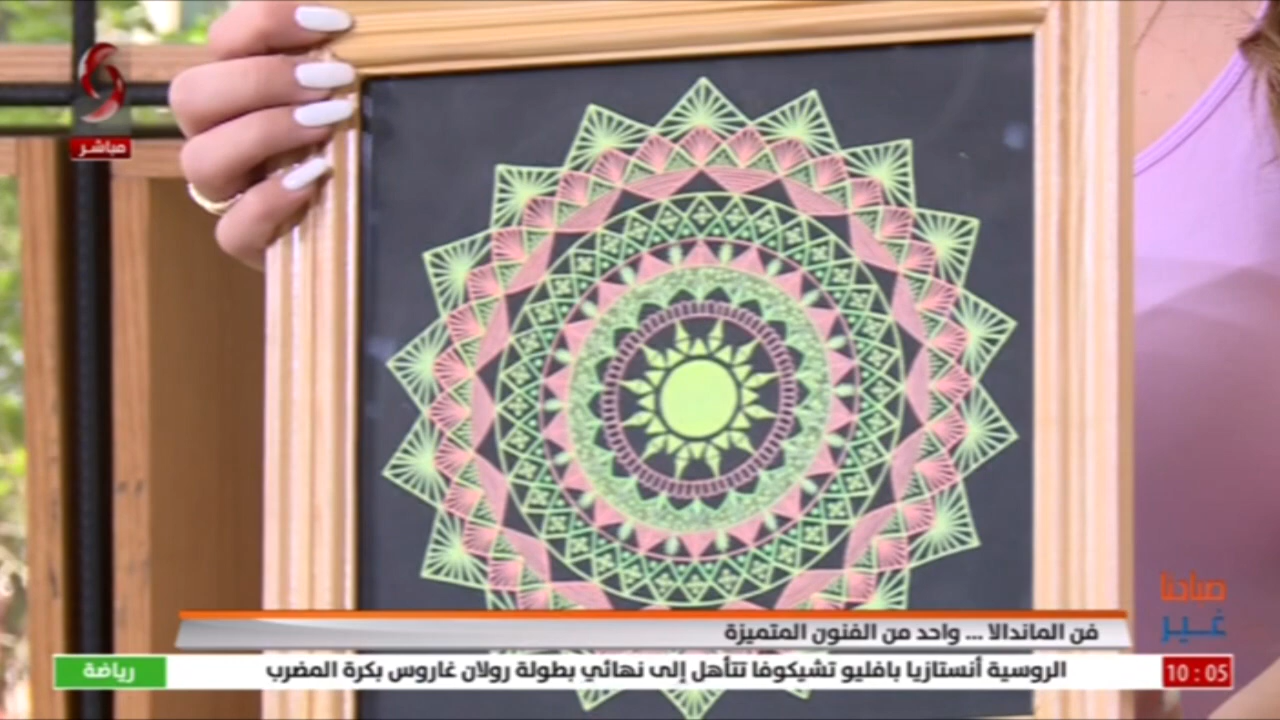 مباشر
صباحنا
غير
فن الماندالا ... واحد من الفنون المتميزة
10 : 05
الروسية أنستازيا بافليو تشيكوفا تتأهل إلى نهائي بطولة رولان غاروس بكرة المضرب
رياضة